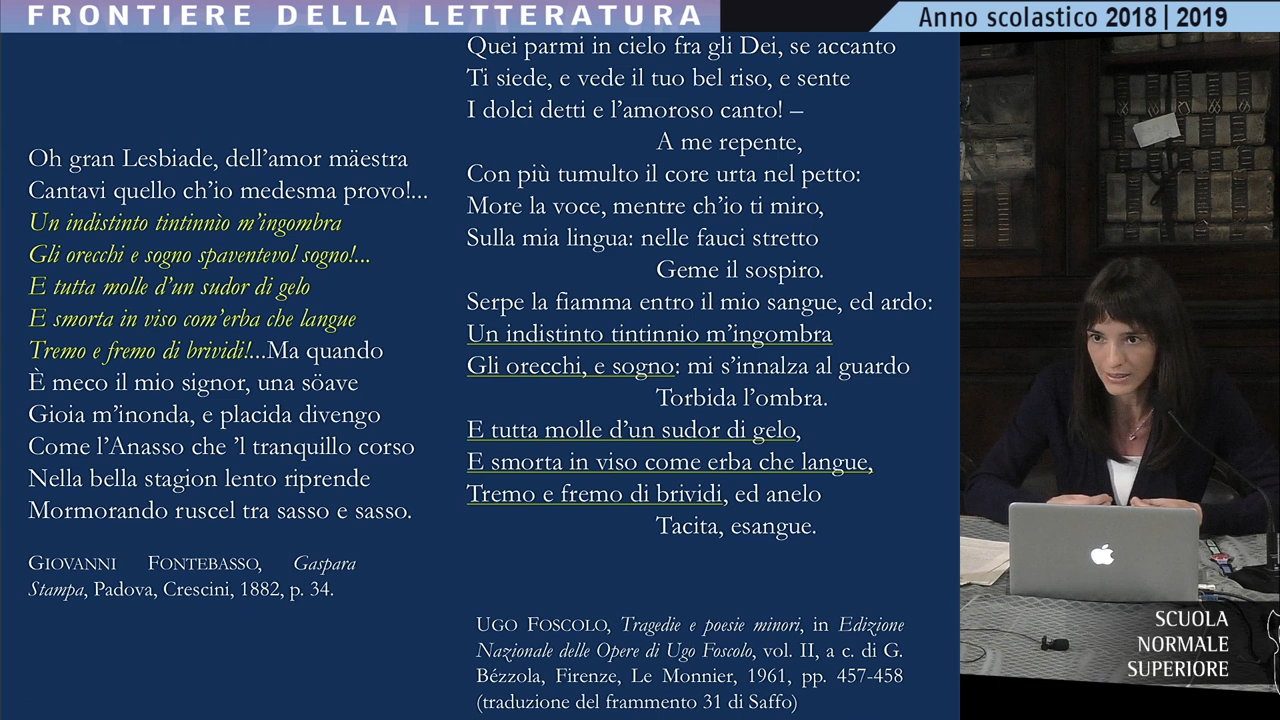 FRONTIERE DELLA LETTERATURA
Anno scolastico 2018|2019
Oh gran Lesbiade, dell'amor mäestra
Cantavi quello ch'io medesma provo!...
Un indistinto tintinnìo m'ingombra
Gli orecchi e sogno spaventevol sogno!...
E tutta molle d'un sudor di gelo
E smorta in viso com'erba che langue
Tremo e fremo di brividi!...Ma quando
È meco il mio signor, una söave
Gioia m'inonda, e placida divengo
Come l'Anasso che 'l tranquillo corso
Nella bella stagion lento riprende
Mormorando ruscel tra sasso e sasso.
GIOVANNI FONTEBASSO, Gaspara
Stampa, Padova, Crescini, 1882, p. 34.
Quei parmi in cielo fra gli Dei, se accanto
Ti siede, e vede il tuo bel riso, e sente
I dolci detti e l'amoroso canto! –
A me repente,
Con più tumulto il core urta nel petto:
More la voce, mentre ch'io ti miro,
Sulla mia lingua: nelle fauci stretto
Geme il sospiro.
Serpe la fiamma entro il mio sangue, ed ardo:
Un indistinto tintinnio m'ingombra
Gli orecchi, e sogno: mi s'innalza al guardo
Torbida l'ombra.
E tutta molle d'un sudor di gelo,
E smorta in viso come erba che langue,
Tremo e fremo di brividi, ed anelo
Tacita, esangue.
UGO FOSCOLO, Tragedie e poesie minori, in Edizione
Nazionale delle Opere di Ugo Foscolo, vol. II, a c. di G.
Bézzola, Firenze, Le Monnier, 1961, pp. 457-458
(traduzione del frammento 31 di Saffo)
SCUOLA
NORMALE
SUPERIORE